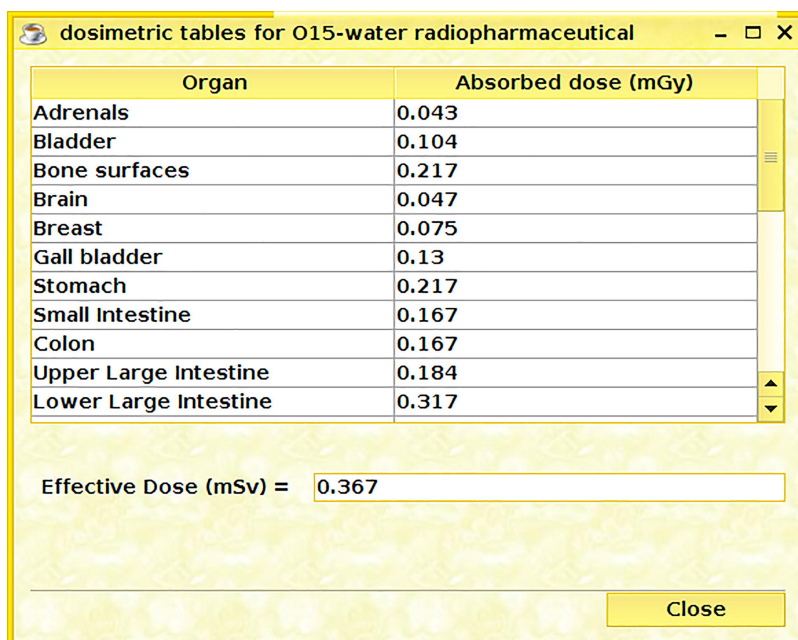 dosimetric tables for O15-water radiopharmaceutical
Organ Absorbed dose (mGy)
Adrenals 0.043
Bladder 0.104
Bone surfaces 0.217
Brain 0.047
Breast 0.075
Gall bladder 0.13
Stomach 0.217
Small Intestine 0.167
Colon 0.167
Upper Large Intestine 0.184
Lower Large Intestine 0.317
Effective Dose (mSv) = 0.367
Close